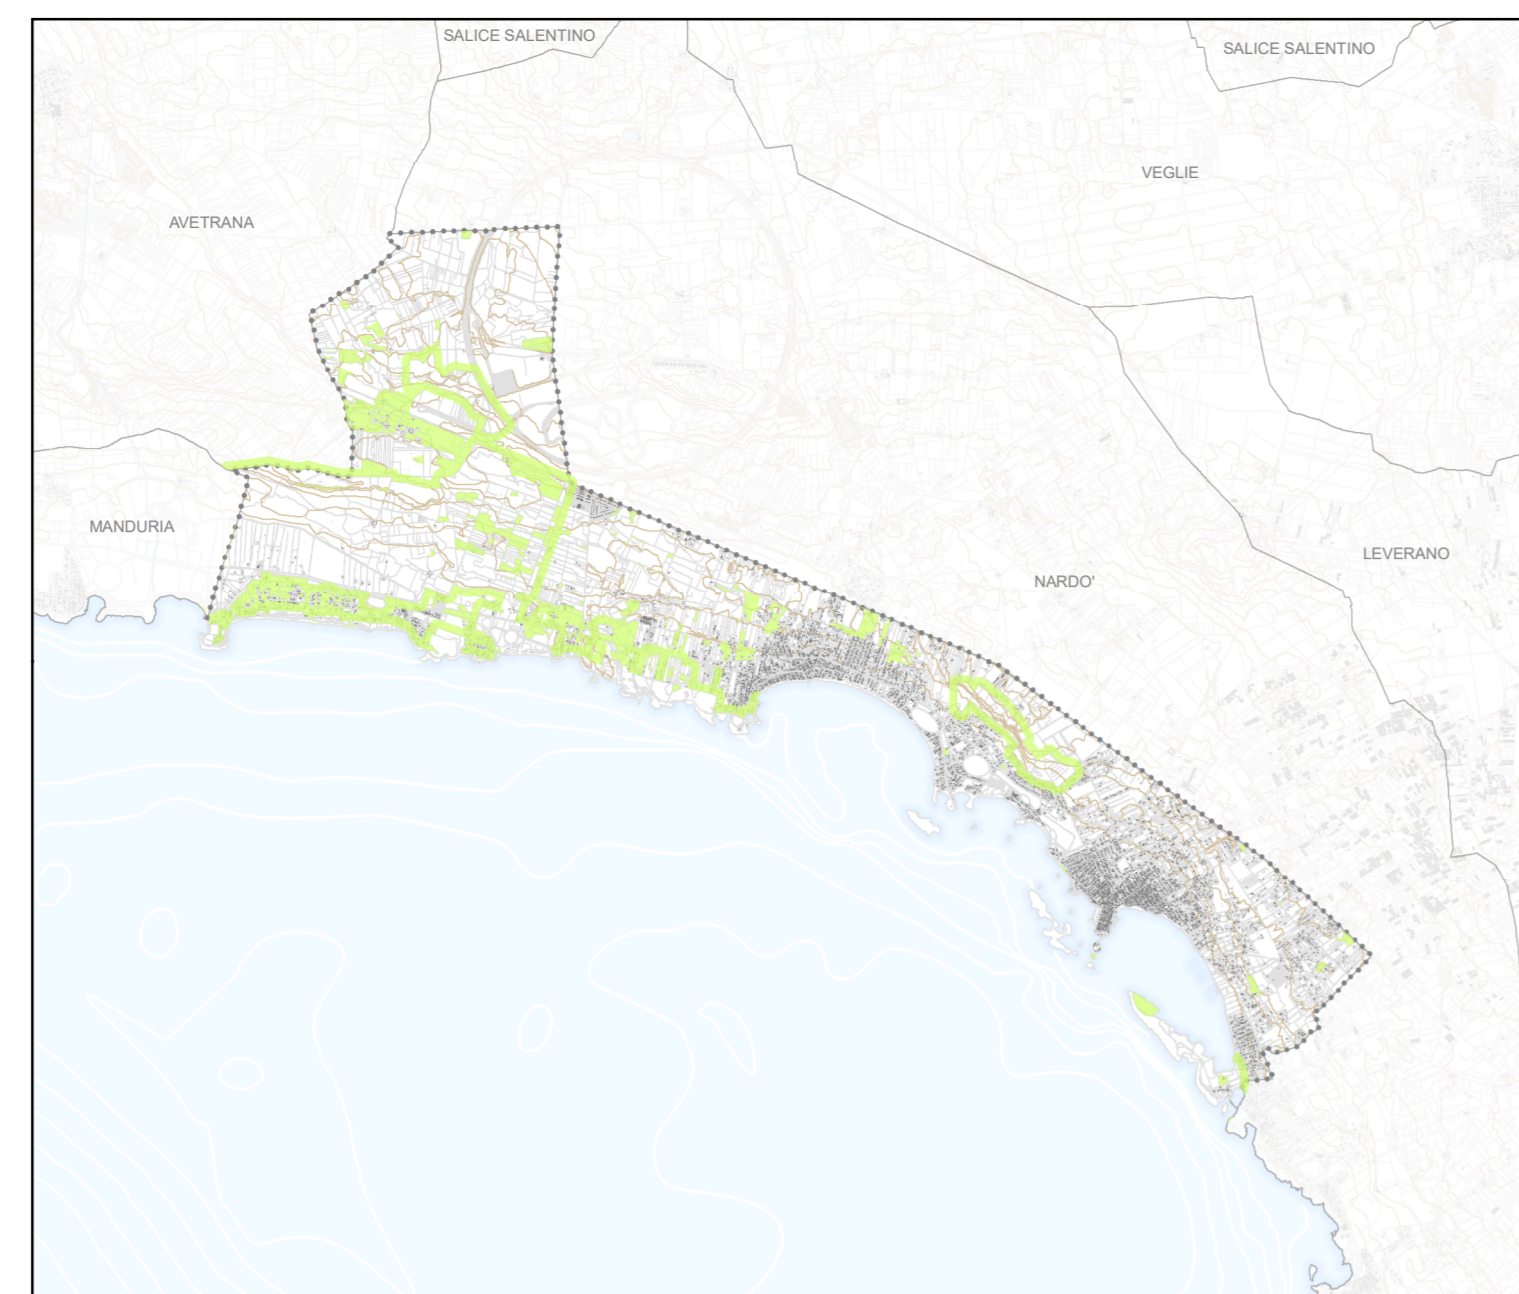 SALICE SALENTINO
SALICE SALENTINO
VEGLIE
AVETRANA
MANDURIA
LEVERANO
NARDO'